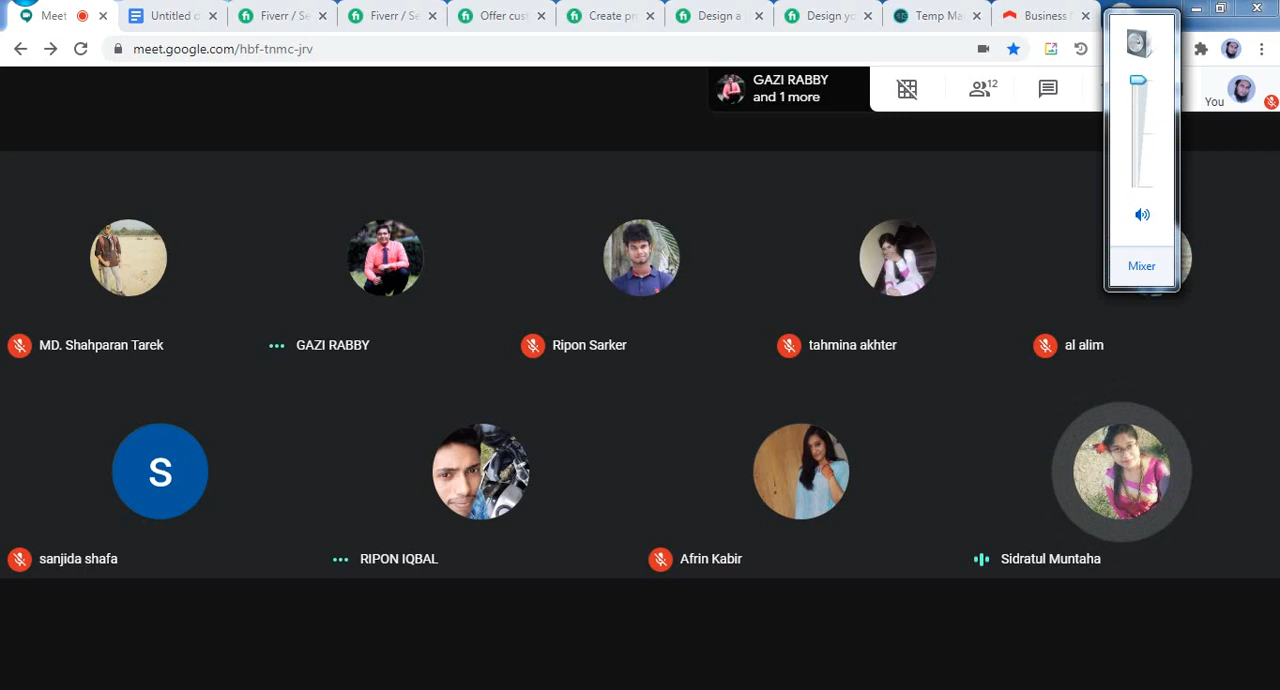 Meet
Untitled d
Fiverr / Se
Fiverr / S
Offer cust
Create pr
Design a
Design yo
Temp Ma
Business
meet.google.com/hbf-tnmc-jrv
GAZI RABBY
and 1 more
12
You
Mixer
MD. Shahparan Tarek
GAZI RABBY
Ripon Sarker
tahmina akhter
al alim
S
sanjida shafa
RIPON IQBAL
Afrin Kabir
Sidratul Muntaha